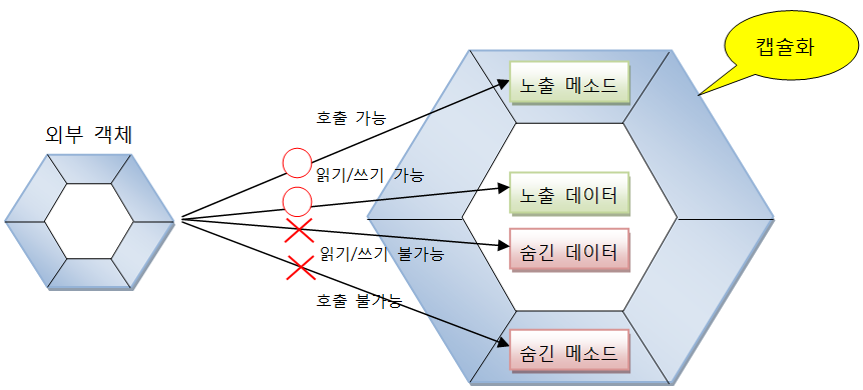 캡슐화
노출 메소드
호출 가능
외부 객체
읽기/쓰기 가능
노출 데이터
숨긴 데이터
읽기/쓰기 불가능
호출 불가능
숨긴 메소드